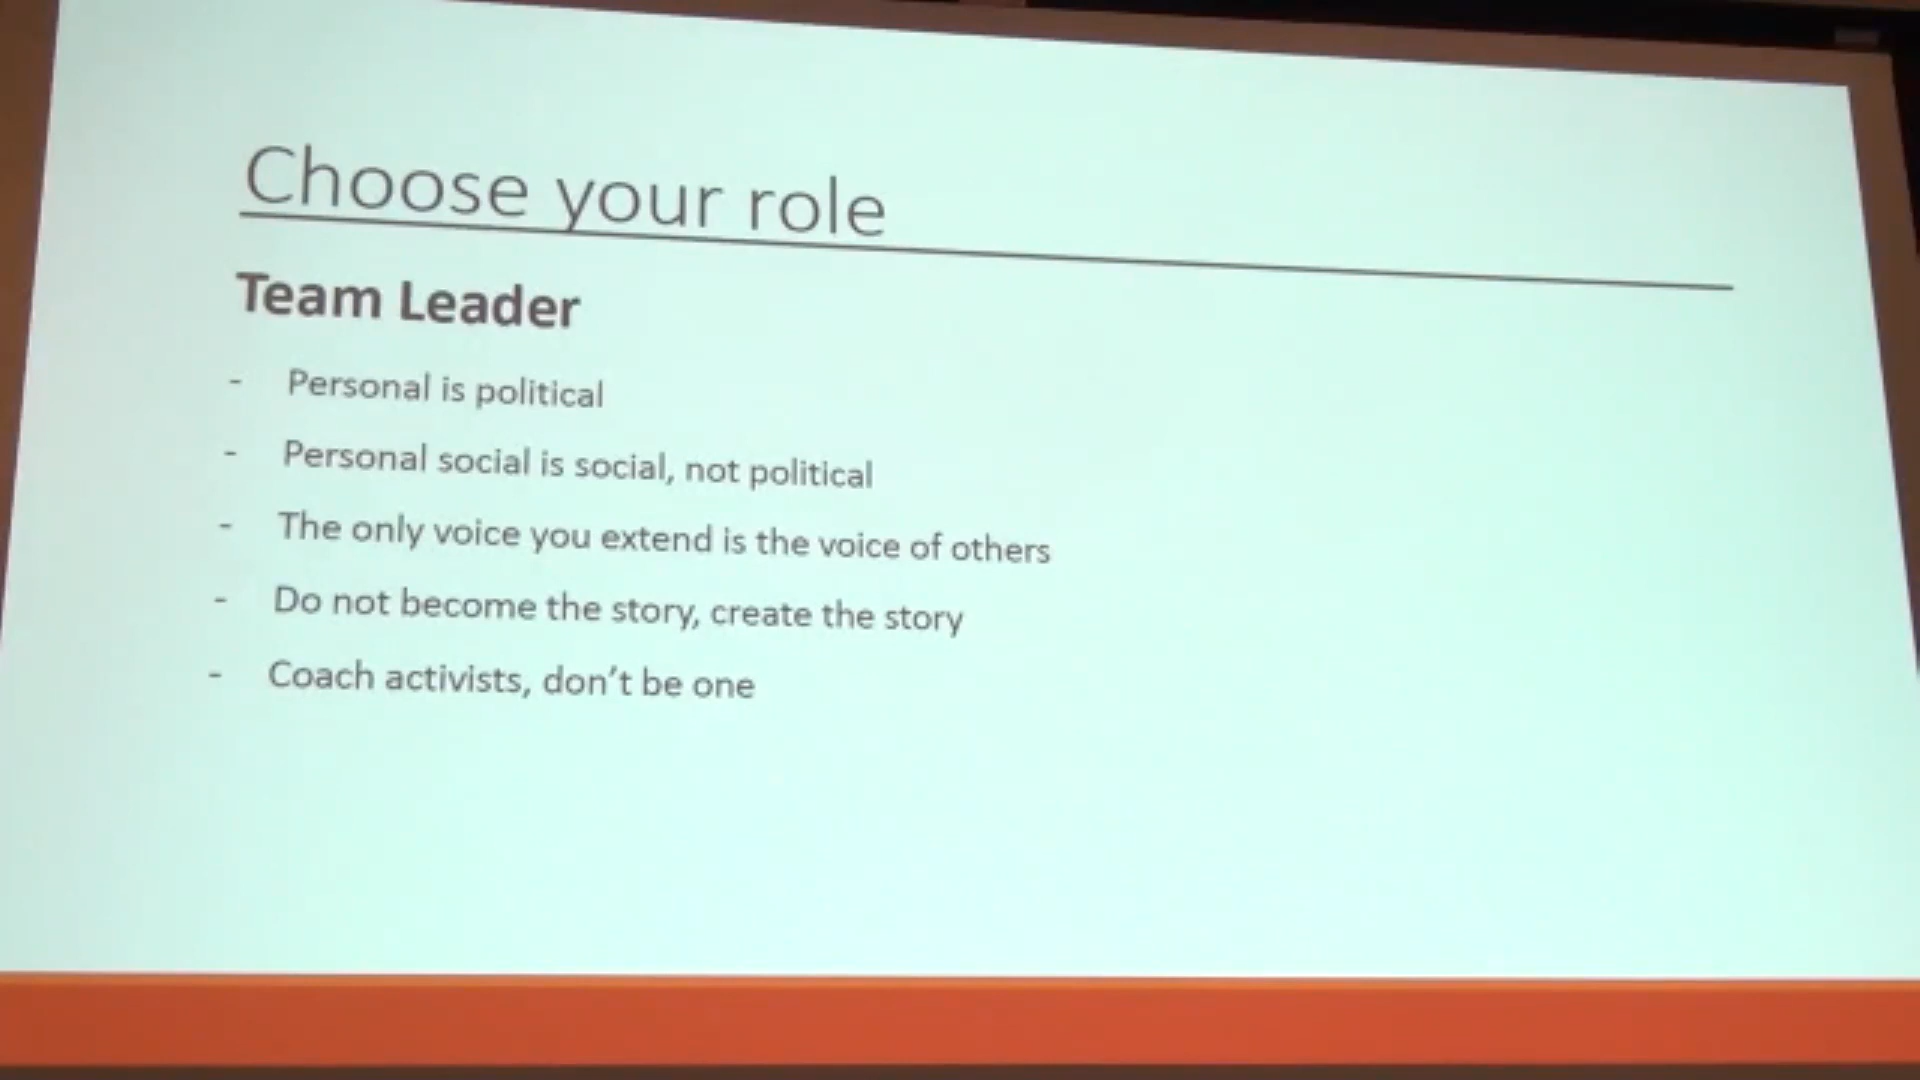 Choose your role
Team Leader
- Personal is political
- Personal social is social, not political
- The only voice you extend is the voice of others
- Do not become the story, create the story
- Coach activists, don't be one